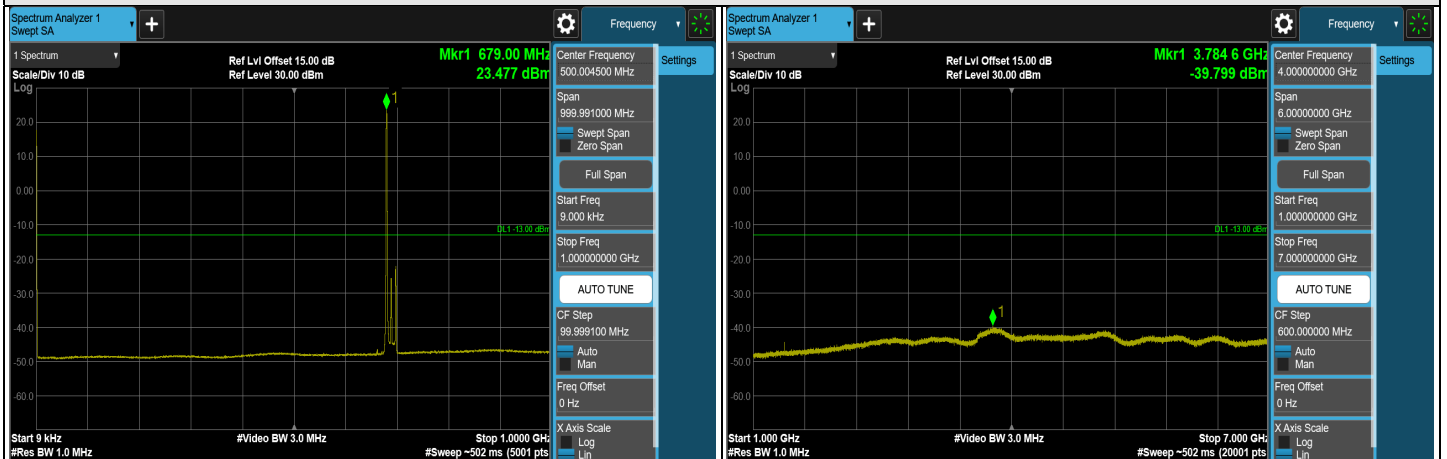 Spectrum Analyzer 1
Swept SA
+
Frequency
1 Spectrum
Ref Lvl Offset 15.00 dB
Mkr1 679.00 MHz
Scale/Div 10 dB
Ref Level 30.00 dBm
23.477 dBm
Log
1
20.0
10.0
0.00
-10.0
DL1 -13.00 dBm
-20.0
-30.0
-40.0
-50.0
-60.0
Start 9 kHz
#Video BW 3.0 MHz
Stop 1.0000 GHz
#Res BW 1.0 MHz
#Sweep ~502 ms (5001 pts
Center Frequency
500.004500 MHz
Settings
Span
999.991000 MHz
Swept Span
Zero Span
Full Span
Start Freq
9.000 kHz
Stop Freq
1.000000000 GHz
AUTO TUNE
CF Step
99.999100 MHz
Auto
Man
Freq Offset
0 Hz
X Axis Scale
Log
Lin
Spectrum Analyzer 1
Swept SA
+
Frequency
1 Spectrum
Ref Lvl Offset 15.00 dB
Mkr1 3.784 6 GHz
Scale/Div 10 dB
Ref Level 30.00 dBm
-39.799 dBm
Log
1
20.0
10.0
0.00
-10.0
DL1 -13.00 dBm
-20.0
-30.0
-40.0
-50.0
-60.0
Start 1.000 GHz
#Video BW 3.0 MHz
Stop 7.000 GHz
#Res BW 1.0 MHz
#Sweep ~502 ms (20001 pts
Center Frequency
4.000000000 GHz
Settings
Span
6.00000000 GHz
Swept Span
Zero Span
Full Span
Start Freq
1.000000000 GHz
Stop Freq
7.000000000 GHz
AUTO TUNE
CF Step
600.000000 MHz
Auto
Man
Freq Offset
0 Hz
X Axis Scale
Log
Lin